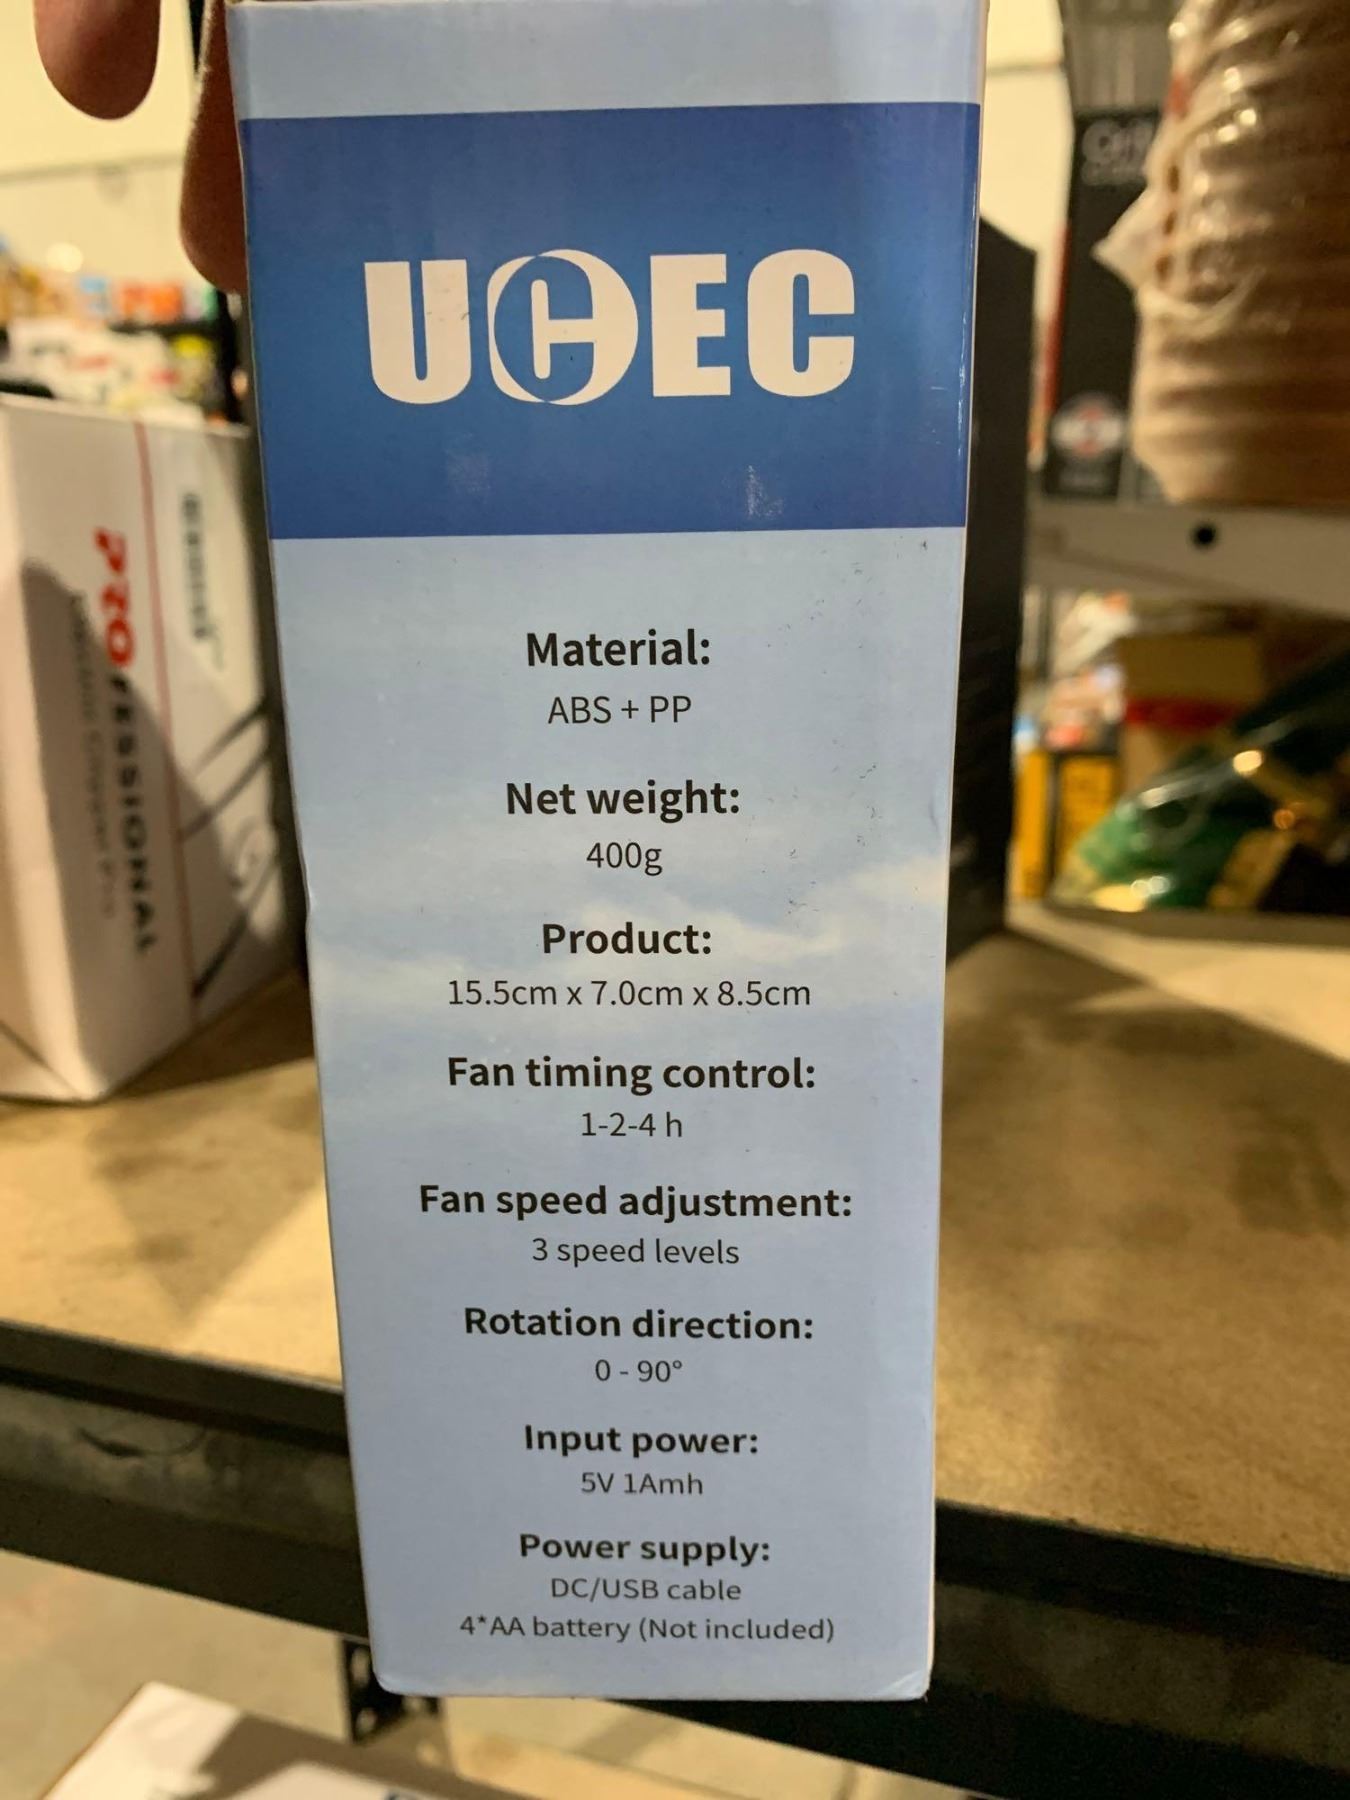 UCEC
Material:
ABS + PP
Net weight:
400g
Product:
15.5cm x 7.0cm x 8.5cm
Fan timing control:
1-2-4 h
Fan speed adjustment:
3 speed levels
Rotation direction:
0 - 90°
Input power:
5V 1Amh
Power supply:
DC/USB cable
4*AA battery (Not included)
PROFESSIONAL